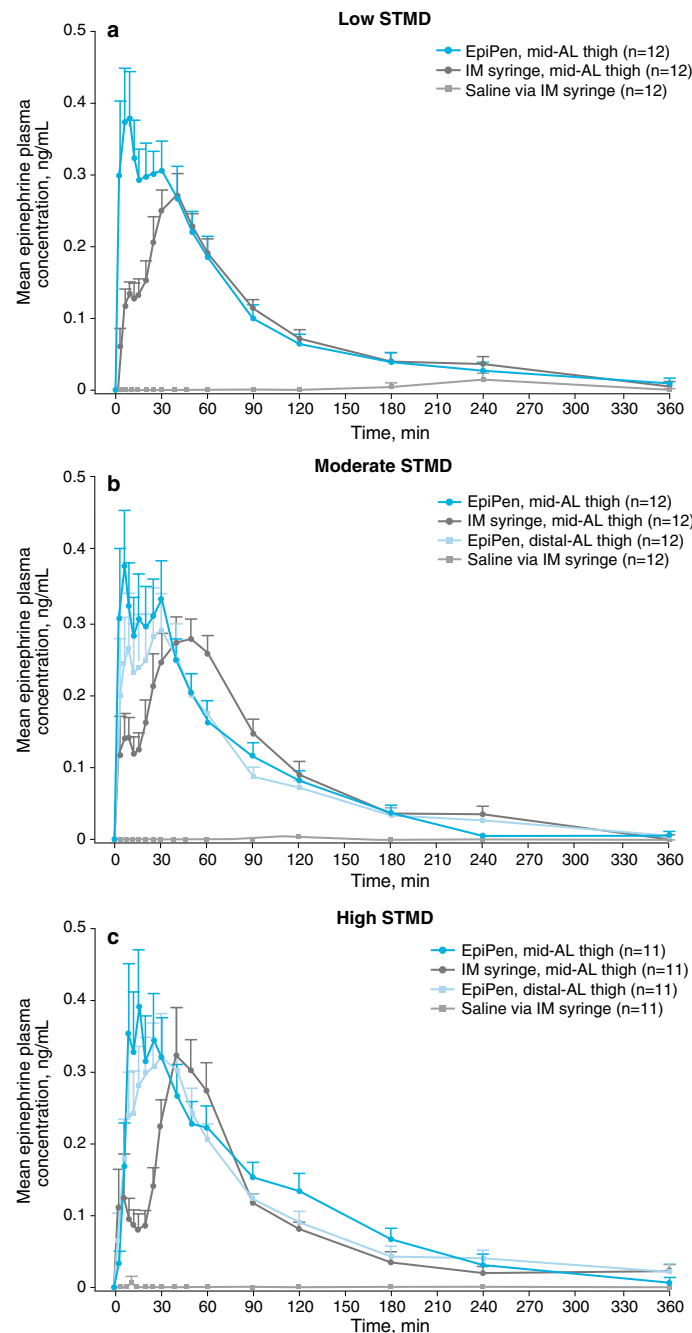 Low STMD
a
0.5
0.4
0.3
0.2
0.1
0
Mean epinephrine plasma
concentration, ng/mL
EpiPen, mid-AL thigh (n=12)
IM syringe, mid-AL thigh (n=12)
Saline via IM syringe (n=12)
0 30 60 90 120 180 210 240 270 300 330 360
Time, min
Moderate STMD
b
0.5
0.4
0.3
0.2
0.1
0
Mean epinephrine plasma
concentration, ng/mL
EpiPen, mid-AL thigh (n=12)
IM syringe, mid-AL thigh (n=12)
EpiPen, distal-AL thigh (n=12)
Saline via IM syringe (n=12)
0 30 60 90 120 180 210 240 270 300 330 360
Time, min
High STMD
c
0.5
0.4
0.3
0.2
0.1
0
Mean epinephrine plasma
concentration, ng/mL
EpiPen, mid-AL thigh (n=11)
IM syringe, mid-AL thigh (n=11)
EpiPen, distal-AL thigh (n=11)
Saline via IM syringe (n=11)
0 30 60 90 120 180 210 240 270 300 330 360
Time, min